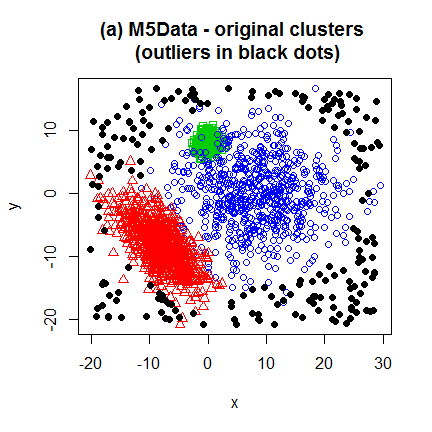 (a) M5Data - original clusters
(outliers in black dots)
10
0
-10
-20
y
-20 -10 0 10 20 30
x